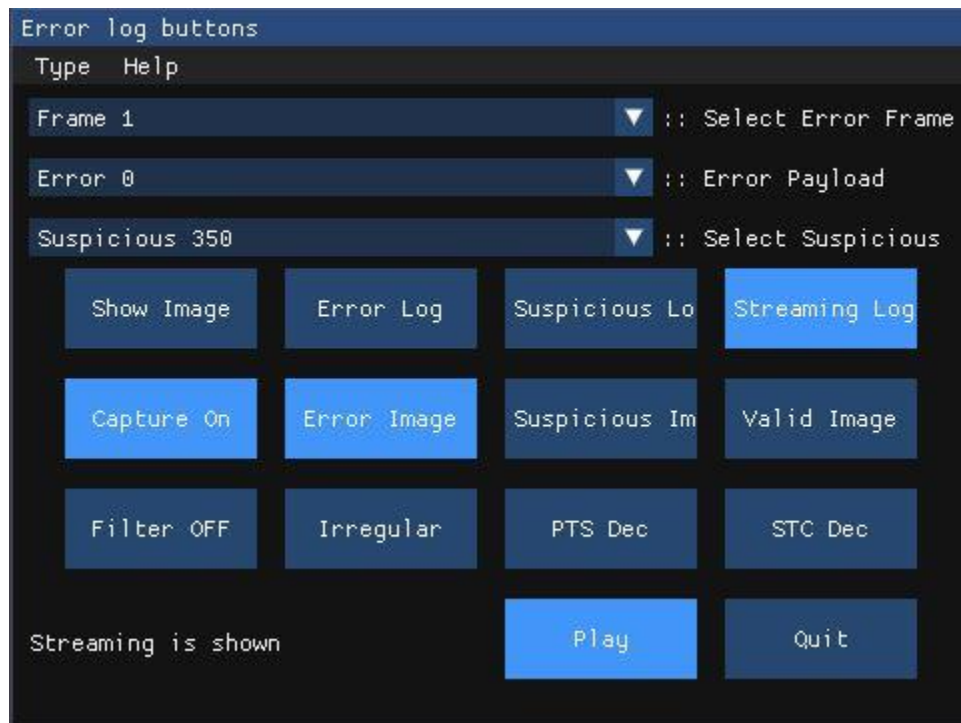 Error log buttons
Type Help
Frame 1 :: Select Error Frame
Error 0 :: Error Payload
Suspicious 350 :: Select Suspicious
Show Image Error Log Suspicious Lo Streaming Log
Capture On Error Image Suspicious Im Valid Image
Filter OFF Irregular PTS Dec STC Dec
Streaming is shown Play Quit